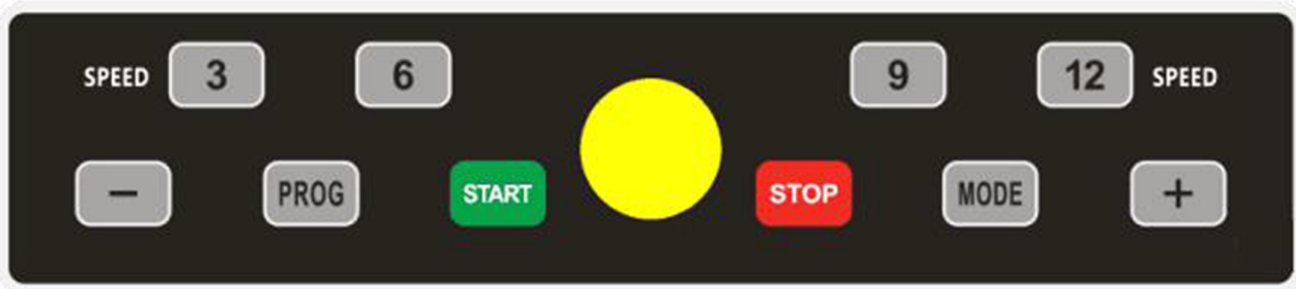 SPEED 3 6 9 12 SPEED
− PROG START STOP MODE +